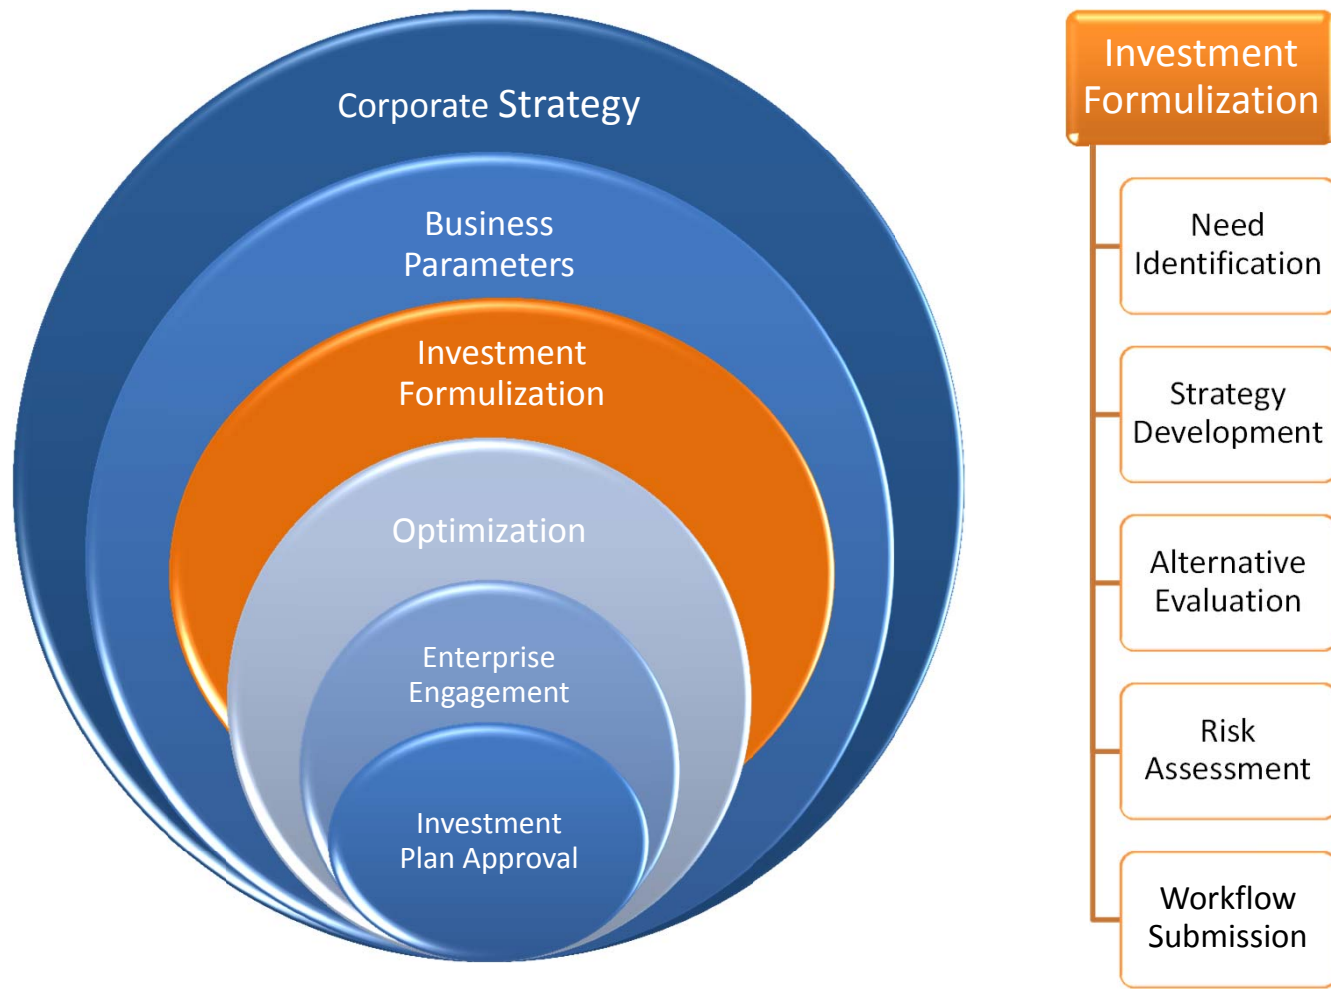 Corporate Strategy
Business
Parameters
Investment
Formulization
Optimization
Enterprise
Engagement
Investment
Plan Approval
Investment
Formulization
Need
Identification
Strategy
Development
Alternative
Evaluation
Risk
Assessment
Workflow
Submission